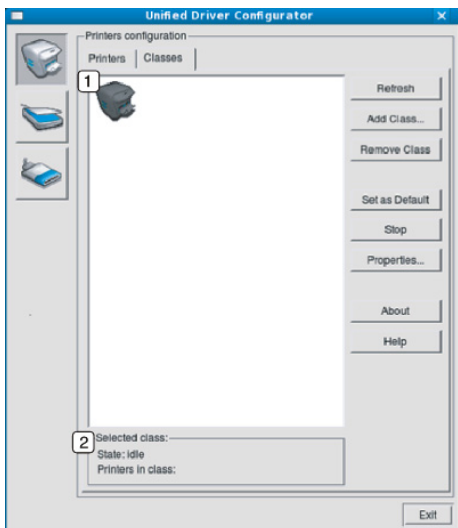 Unified Driver Configurator
Printers configuration
Printers
Classes
1
Refresh
Add Class...
Remove Class
Set as Default
Stop
Properties...
About
Help
2
Selected class:
State: idle
Printers in class:
Exit